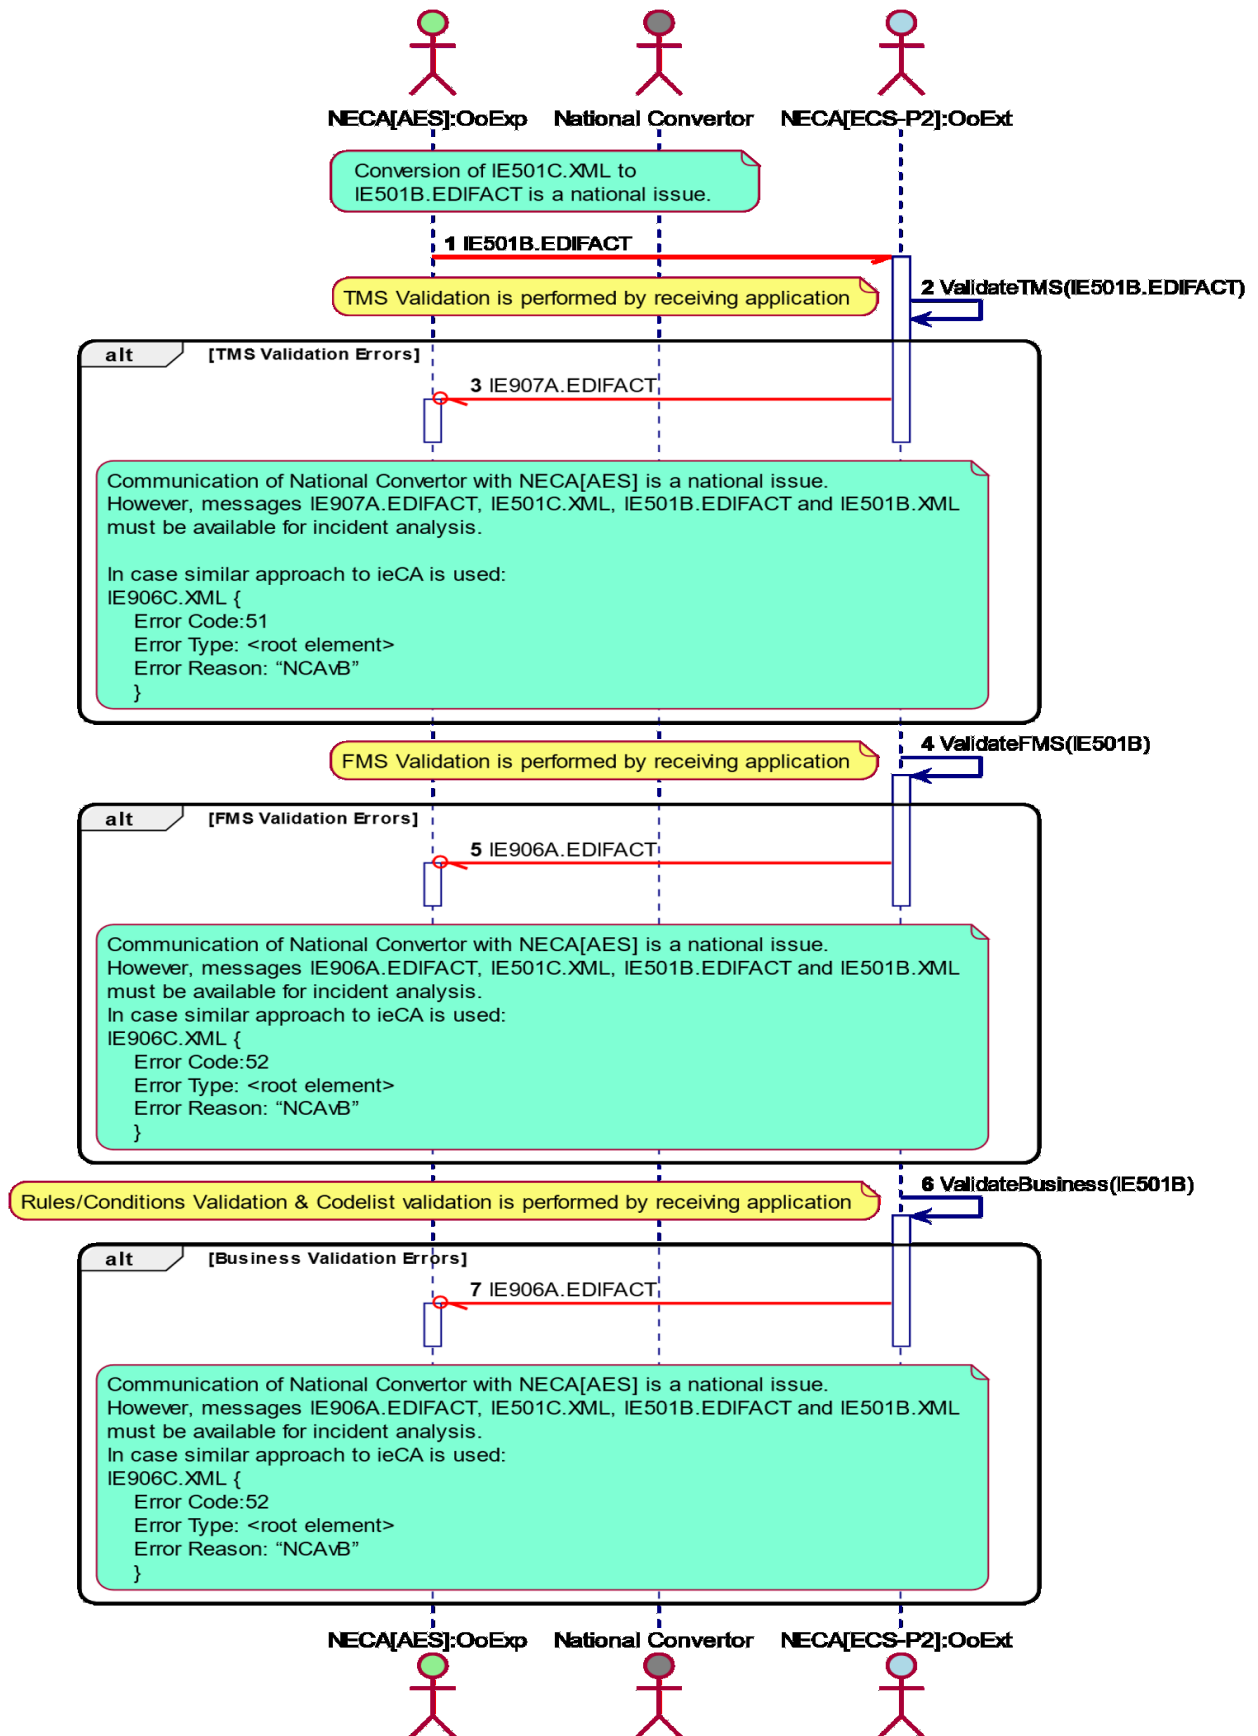 NECA[AES]:OoExp National Convertor NECA[ECS-P2]:OoExt
Conversion of IE501C.XML to
IE501B.EDIFACT is a national issue.
1 IE501B.EDIFACT
TMS Validation is performed by receiving application
2 ValidateTMS(IE501B.EDIFACT)
alt [TMS Validation Errors]
3 IE907A.EDIFACT
Communication of National Convertor with NECA[AES] is a national issue.
However, messages IE907A.EDIFACT, IE501C.XML, IE501B.EDIFACT and IE501B.XML
must be available for incident analysis.
In case similar approach to ieCA is used:
IE906C.XML {
Error Code:51
Error Type: <root element>
Error Reason: “NCAvB”
}
4 ValidateFMS(IE501B)
FMS Validation is performed by receiving application
alt [FMS Validation Errors]
5 IE906A.EDIFACT
Communication of National Convertor with NECA[AES] is a national issue.
However, messages IE906A.EDIFACT, IE501C.XML, IE501B.EDIFACT and IE501B.XML
must be available for incident analysis.
In case similar approach to ieCA is used:
IE906C.XML {
Error Code:52
Error Type: <root element>
Error Reason: “NCAvB”
}
6 ValidateBusiness(IE501B)
Rules/Conditions Validation & Codelist validation is performed by receiving application
alt [Business Validation Errors]
7 IE906A.EDIFACT
Communication of National Convertor with NECA[AES] is a national issue.
However, messages IE906A.EDIFACT, IE501C.XML, IE501B.EDIFACT and IE501B.XML
must be available for incident analysis.
In case similar approach to ieCA is used:
IE906C.XML {
Error Code:52
Error Type: <root element>
Error Reason: “NCAvB”
}
NECA[AES]:OoExp National Convertor NECA[ECS-P2]:OoExt